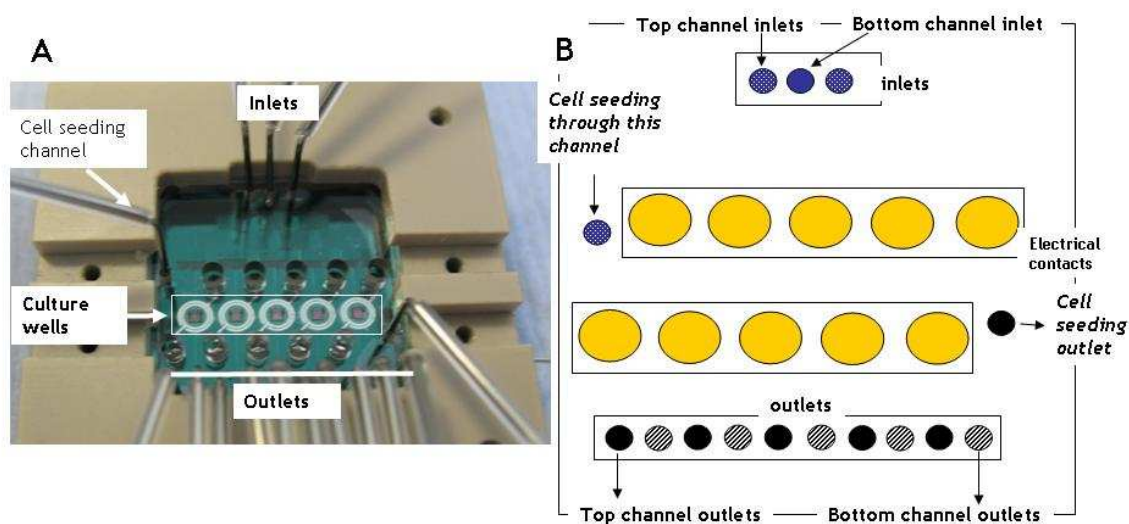 A
Inlets
Cell seeding
channel
Culture
wells
Outlets
B
Top channel inlets
Bottom channel inlet
inlets
Cell seeding
through this
channel
Electrical
contacts
Cell
seeding
outlet
outlets
Top channel outlets
Bottom channel outlets